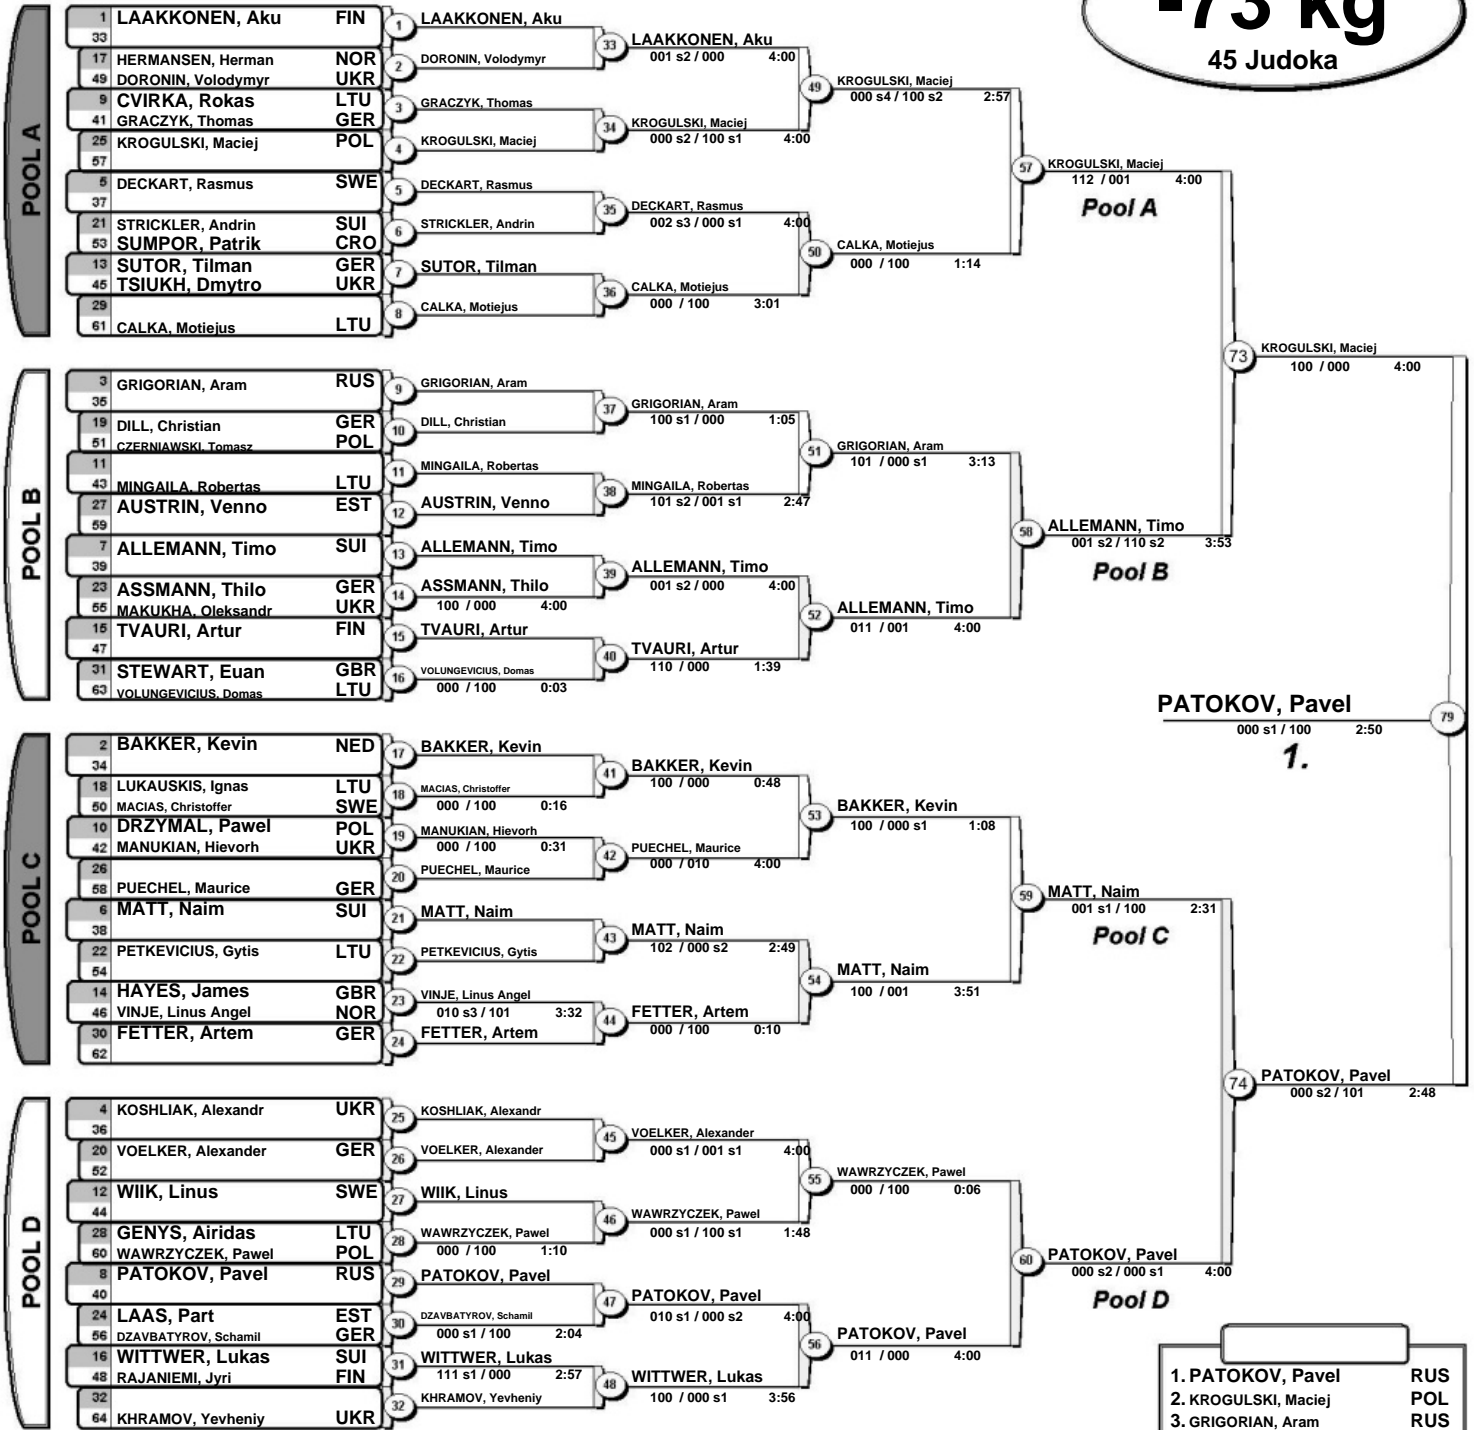 -73 kg
45 Judoka
POOL A
1 LAAKKONEN, Aku FIN
33
17 HERMANSEN, Herman NOR
49 DORONIN, Volodymyr UKR
9 CVIRKA, Rokas LTU
41 GRACZYK, Thomas GER
25 KROGULSKI, Maciej POL
57
5 DECKART, Rasmus SWE
37
21 STRICKLER, Andrin SUI
53 SUMPOR, Patrik CRO
13 SUTOR, Tilman GER
45 TSIUKH, Dmytro UKR
29
61 CALKA, Motiejus LTU
1 LAAKKONEN, Aku
2 DORONIN, Volodymyr
3 GRACZYK, Thomas
4 KROGULSKI, Maciej
5 DECKART, Rasmus
6 STRICKLER, Andrin
7 SUTOR, Tilman
8 CALKA, Motiejus
33 LAAKKONEN, Aku
001 s2 / 000 4:00
34 KROGULSKI, Maciej
000 s2 / 100 s1 4:00
35 DECKART, Rasmus
002 s3 / 000 s1 4:00
36 CALKA, Motiejus
000 / 100 3:01
49 KROGULSKI, Maciej
000 s4 / 100 s2 2:57
50 CALKA, Motiejus
000 / 100 1:14
57 KROGULSKI, Maciej
112 / 001 4:00
Pool A
POOL B
3 GRIGORIAN, Aram RUS
35
19 DILL, Christian GER
51 CZERNIAWSKI, Tomasz POL
11
43 MINGAILA, Robertas LTU
27 AUSTRIN, Venno EST
59
7 ALLEMANN, Timo SUI
39
23 ASSMANN, Thilo GER
55 MAKUKHA, Oleksandr UKR
15 TVAURI, Artur FIN
47
31 STEWART, Euan GBR
63 VOLUNGEVICIUS, Domas LTU
9 GRIGORIAN, Aram
10 DILL, Christian
11 MINGAILA, Robertas
12 AUSTRIN, Venno
13 ALLEMANN, Timo
14 ASSMANN, Thilo
100 / 000 4:00
15 TVAURI, Artur
16 VOLUNGEVICIUS, Domas
000 / 100 0:03
37 GRIGORIAN, Aram
100 s1 / 000 1:05
38 MINGAILA, Robertas
101 s2 / 001 s1 2:47
39 ALLEMANN, Timo
001 s2 / 000 4:00
40 TVAURI, Artur
110 / 000 1:39
51 GRIGORIAN, Aram
101 / 000 s1 3:13
52 ALLEMANN, Timo
011 / 001 4:00
58 ALLEMANN, Timo
001 s2 / 110 s2 3:53
Pool B
73 KROGULSKI, Maciej
100 / 000 4:00
PATOKOV, Pavel 79
000 s1 / 100 2:50
1.
POOL C
2 BAKKER, Kevin NED
34
18 LUKAUSKIS, Ignas LTU
50 MACIAS, Christoffer SWE
10 DRZYMAL, Pawel POL
42 MANUKIAN, Hievorh UKR
26
58 PUECHEL, Maurice GER
6 MATT, Naim SUI
38
22 PETKEVICIUS, Gytis LTU
54
14 HAYES, James GBR
46 VINJE, Linus Angel NOR
30 FETTER, Artem GER
62
17 BAKKER, Kevin
18 MACIAS, Christoffer
000 / 100 0:16
19 MANUKIAN, Hievorh
000 / 100 0:31
20 PUECHEL, Maurice
21 MATT, Naim
22 PETKEVICIUS, Gytis
23 VINJE, Linus Angel
010 s3 / 101 3:32
24 FETTER, Artem
41 BAKKER, Kevin
100 / 000 0:48
42 PUECHEL, Maurice
000 / 010 4:00
43 MATT, Naim
102 / 000 s2 2:49
44 FETTER, Artem
000 / 100 0:10
53 BAKKER, Kevin
100 / 000 s1 1:08
54 MATT, Naim
100 / 001 3:51
59 MATT, Naim
001 s1 / 100 2:31
Pool C
POOL D
4 KOSHLIAK, Alexandr UKR
36
20 VOELKER, Alexander GER
52
12 WIIK, Linus SWE
44
28 GENYS, Airidas LTU
60 WAWRZYCZEK, Pawel POL
8 PATOKOV, Pavel RUS
40
24 LAAS, Part EST
56 DZAVBATYROV, Schamil GER
16 WITTWER, Lukas SUI
48 RAJANIEMI, Jyri FIN
32
64 KHRAMOV, Yevheniy UKR
25 KOSHLIAK, Alexandr
26 VOELKER, Alexander
27 WIIK, Linus
28 WAWRZYCZEK, Pawel
000 / 100 1:10
29 PATOKOV, Pavel
30 DZAVBATYROV, Schamil
000 s1 / 100 2:04
31 WITTWER, Lukas
111 s1 / 000 2:57
32 KHRAMOV, Yevheniy
45 VOELKER, Alexander
000 s1 / 001 s1 4:00
46 WAWRZYCZEK, Pawel
000 s1 / 100 s1 1:48
47 PATOKOV, Pavel
010 s1 / 000 s2 4:00
48 WITTWER, Lukas
100 / 000 s1 3:56
55 WAWRZYCZEK, Pawel
000 / 100 0:06
56 PATOKOV, Pavel
011 / 000 4:00
60 PATOKOV, Pavel
000 s2 / 000 s1 4:00
Pool D
74 PATOKOV, Pavel
000 s2 / 101 2:48
1. PATOKOV, Pavel RUS
2. KROGULSKI, Maciej POL
3. GRIGORIAN, Aram RUS